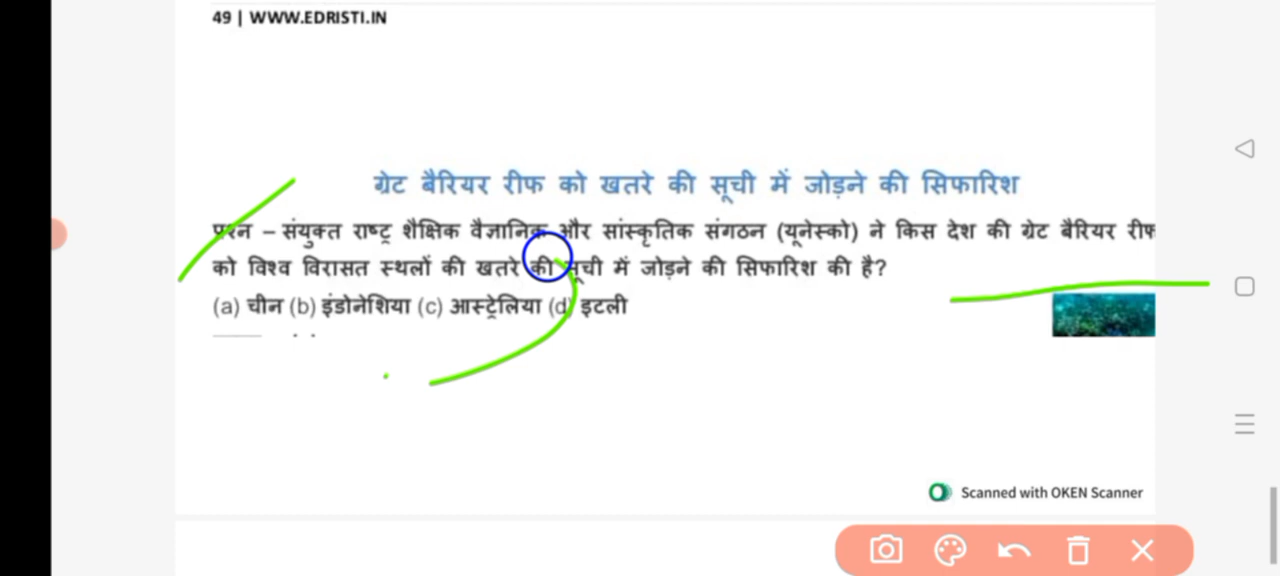 49 | WWW.EDRISTI.IN
ग्रेट बैरियर रीफ को खतरे की सूची में जोड़ने की सिफारिश
प्रश्न – संयुक्त राष्ट्र शैक्षिक वैज्ञानिक और सांस्कृतिक संगठन (यूनेस्को) ने किस देश की ग्रेट बैरियर रीफ
को विश्व विरासत स्थलों की खतरे की सूची में जोड़ने की सिफारिश की है?
(a) चीन (b) इंडोनेशिया (c) आस्ट्रेलिया (d) इटली
Scanned with OKEN Scanner